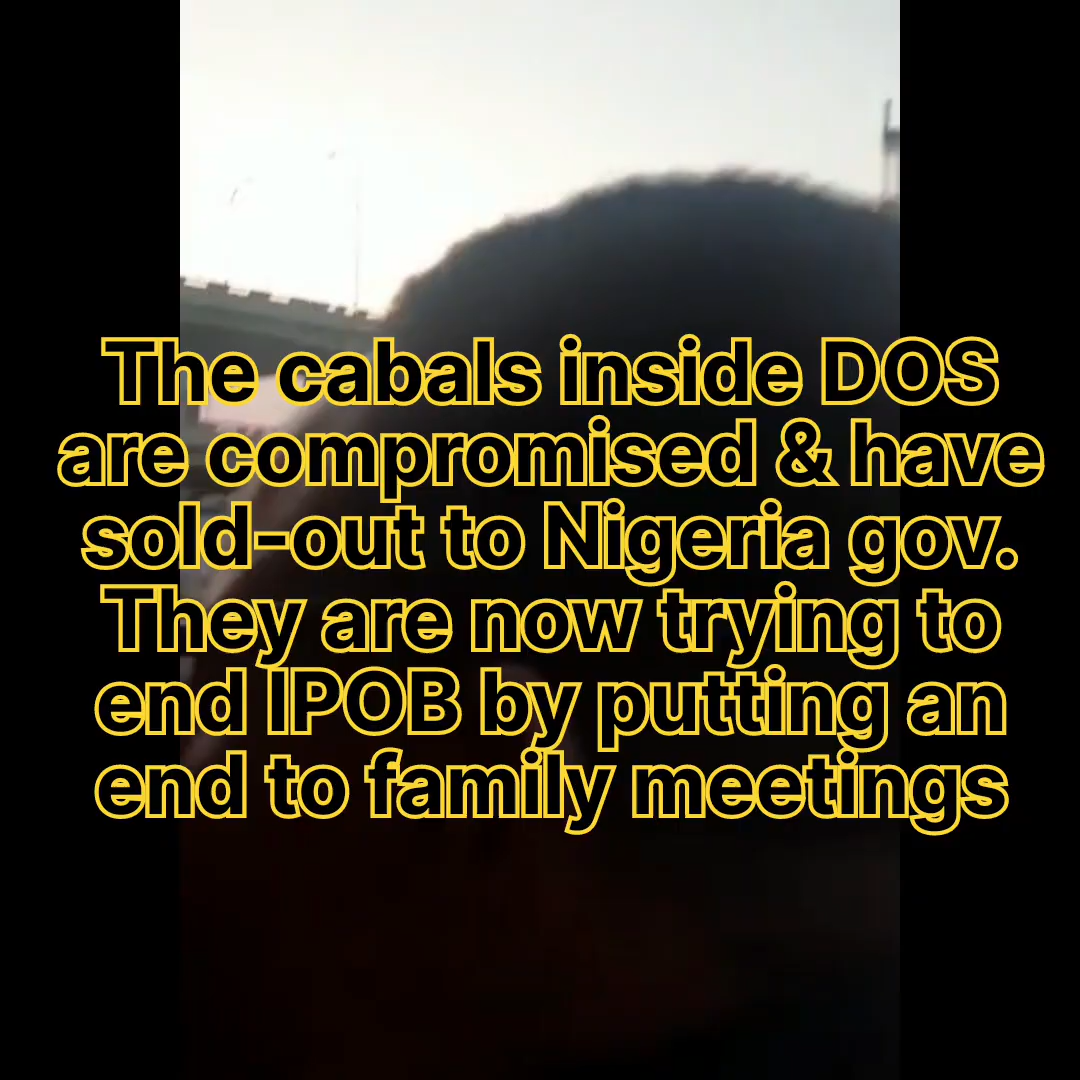 The cabals inside DOS
are compromised & have
sold-out to Nigeria gov.
They are now trying to
end IPOB by putting an
end to family meetings